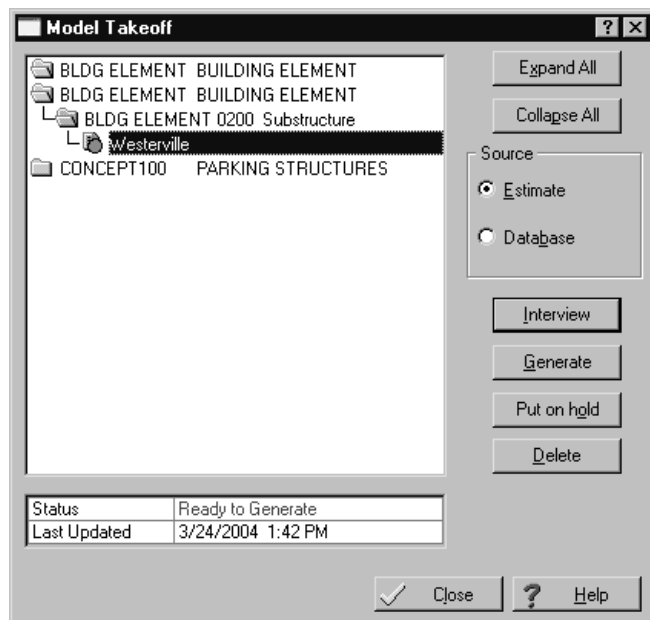 Model Takeoff
BLDG ELEMENT BUILDING ELEMENT
BLDG ELEMENT BUILDING ELEMENT
BLDG ELEMENT 0200 Substructure
Westerville
CONCEPT100 PARKING STRUCTURES
Expand All
Collapse All
Source
Estimate
Database
Interview
Generate
Put on hold
Delete
Status Ready to Generate
Last Updated 3/24/2004 1:42 PM
Close
Help